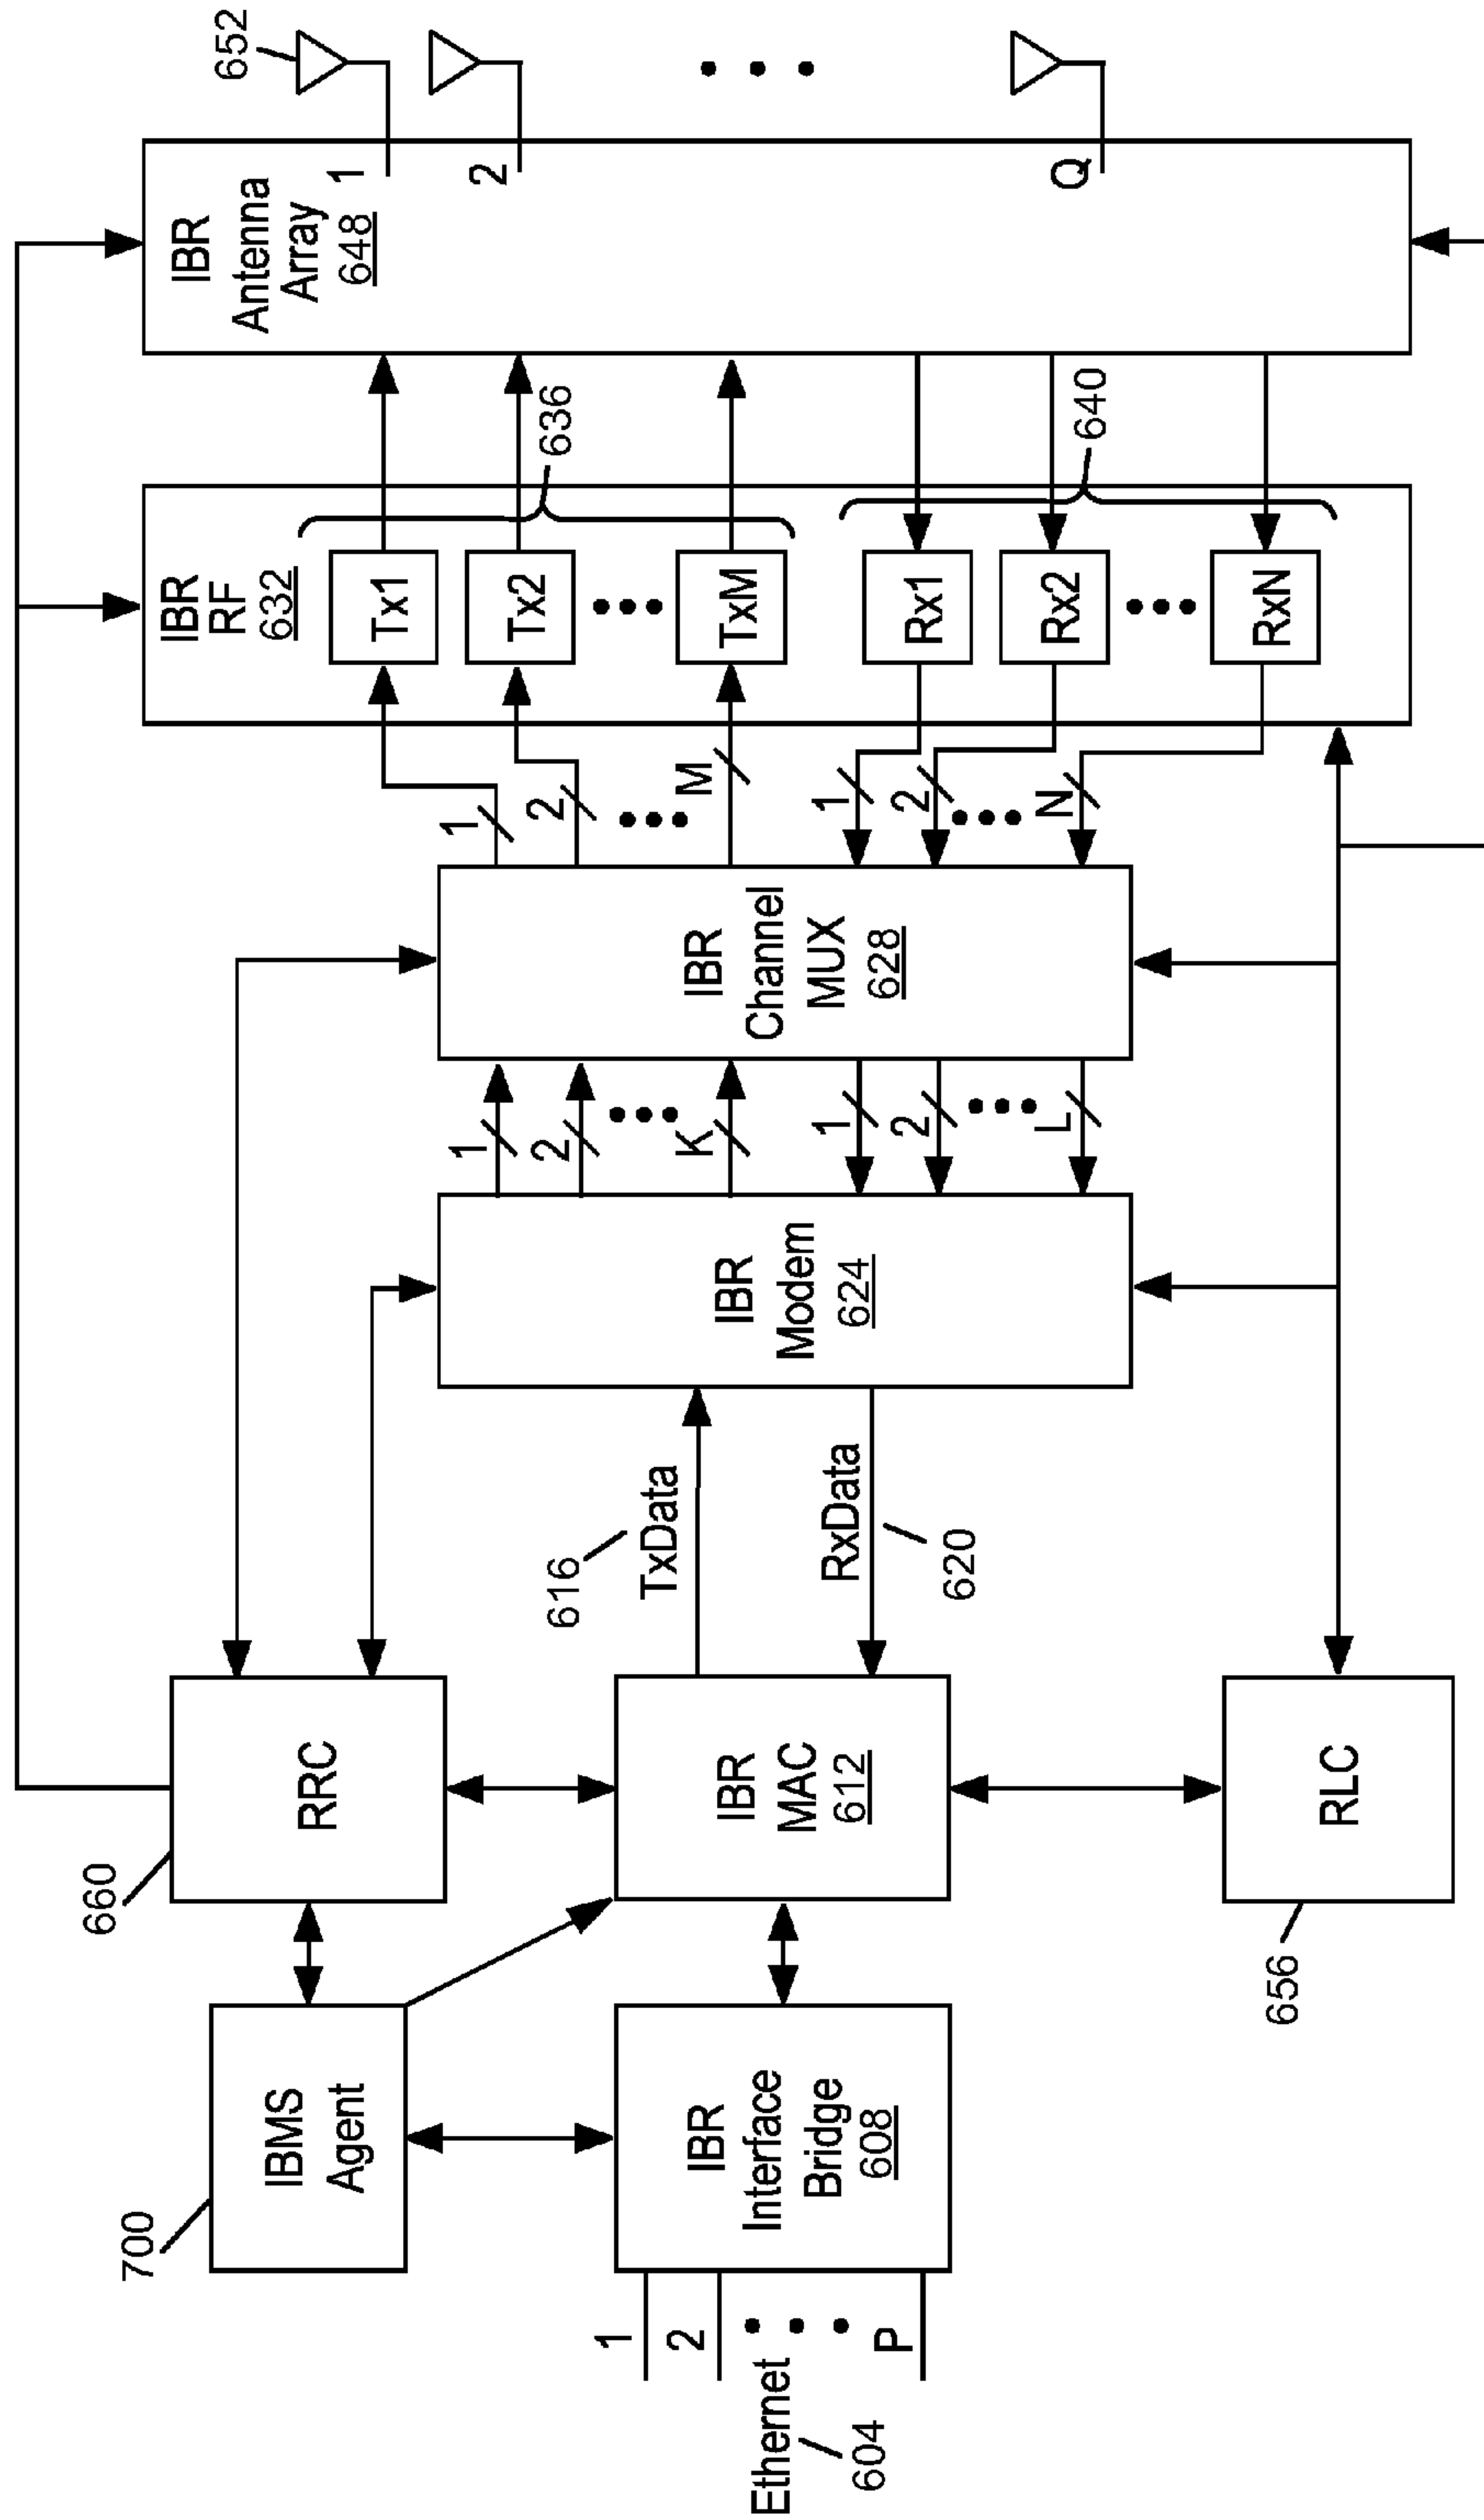 700
IBMS
Agent
660
RRC
Ethernet
604
1
2
P
IBR
Interface
Bridge
608
IBR
MAC
612
656
RLC
616
TxData
RxData
620
IBR
Modem
624
1
2
K
1
2
L
IBR
Channel
MUX
628
1
2
M
1
2
N
IBR
RF
632
Tx1
Tx2
TxM
Rx1
Rx2
RxN
636
640
IBR
Antenna
Array
648
1
2
Q
652